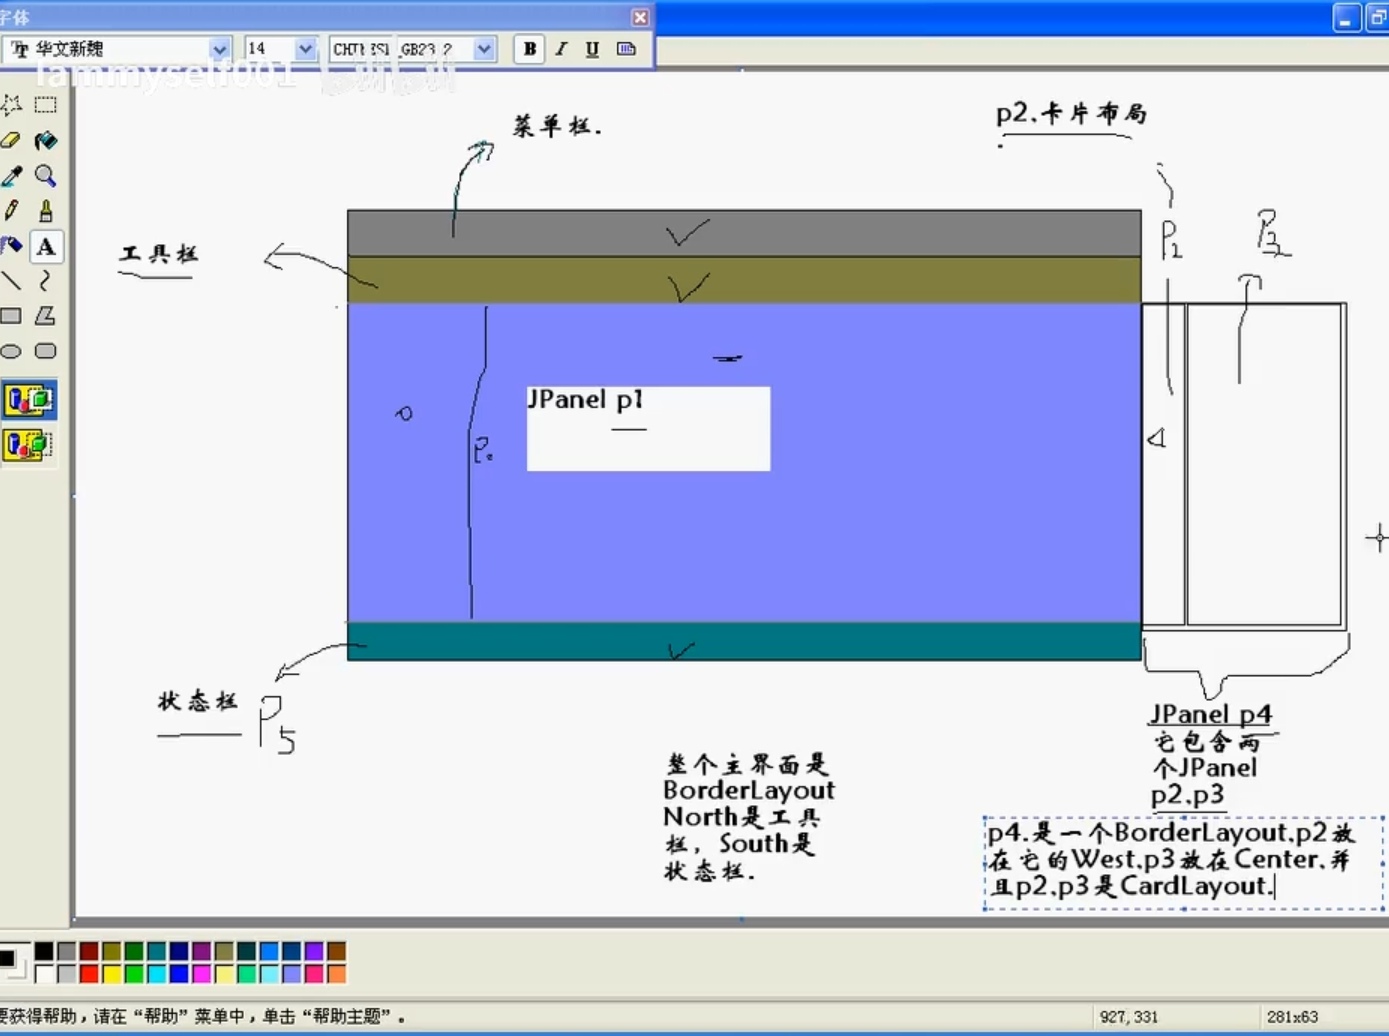 字体
华文新魏
14
B I U
Iammyself001
菜单栏.
p2.卡片布局
工具栏
P2
P3
JPanel p1
P.
状态栏
P5
JPanel p4
它包含两
个JPanel
p2.p3
整个主界面是
BorderLayout
North是工具
栏，South是
状态栏.
p4.是一个BorderLayout.p2放
在它的West.p3放在Center.并
且p2.p3是CardLayout.
要获得帮助，请在“帮助”菜单中，单击“帮助主题”。
927,331
281x63